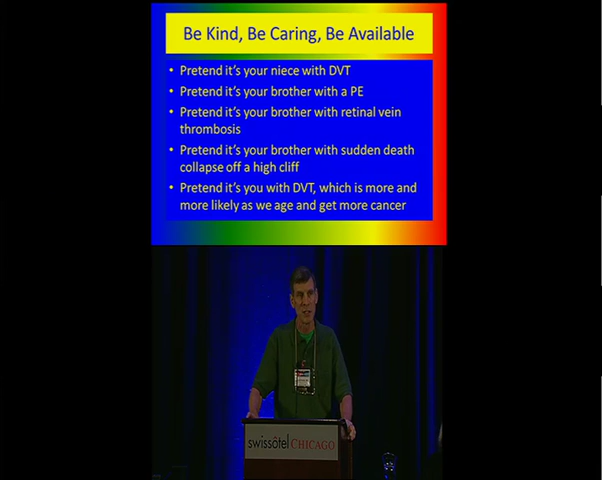 Be Kind, Be Caring, Be Available
• Pretend it's your niece with DVT
• Pretend it's your brother with a PE
• Pretend it's your brother with retinal vein
thrombosis
• Pretend it's your brother with sudden death
collapse off a high cliff
• Pretend it's you with DVT, which is more and
more likely as we age and get more cancer
swissôtel CHICAGO